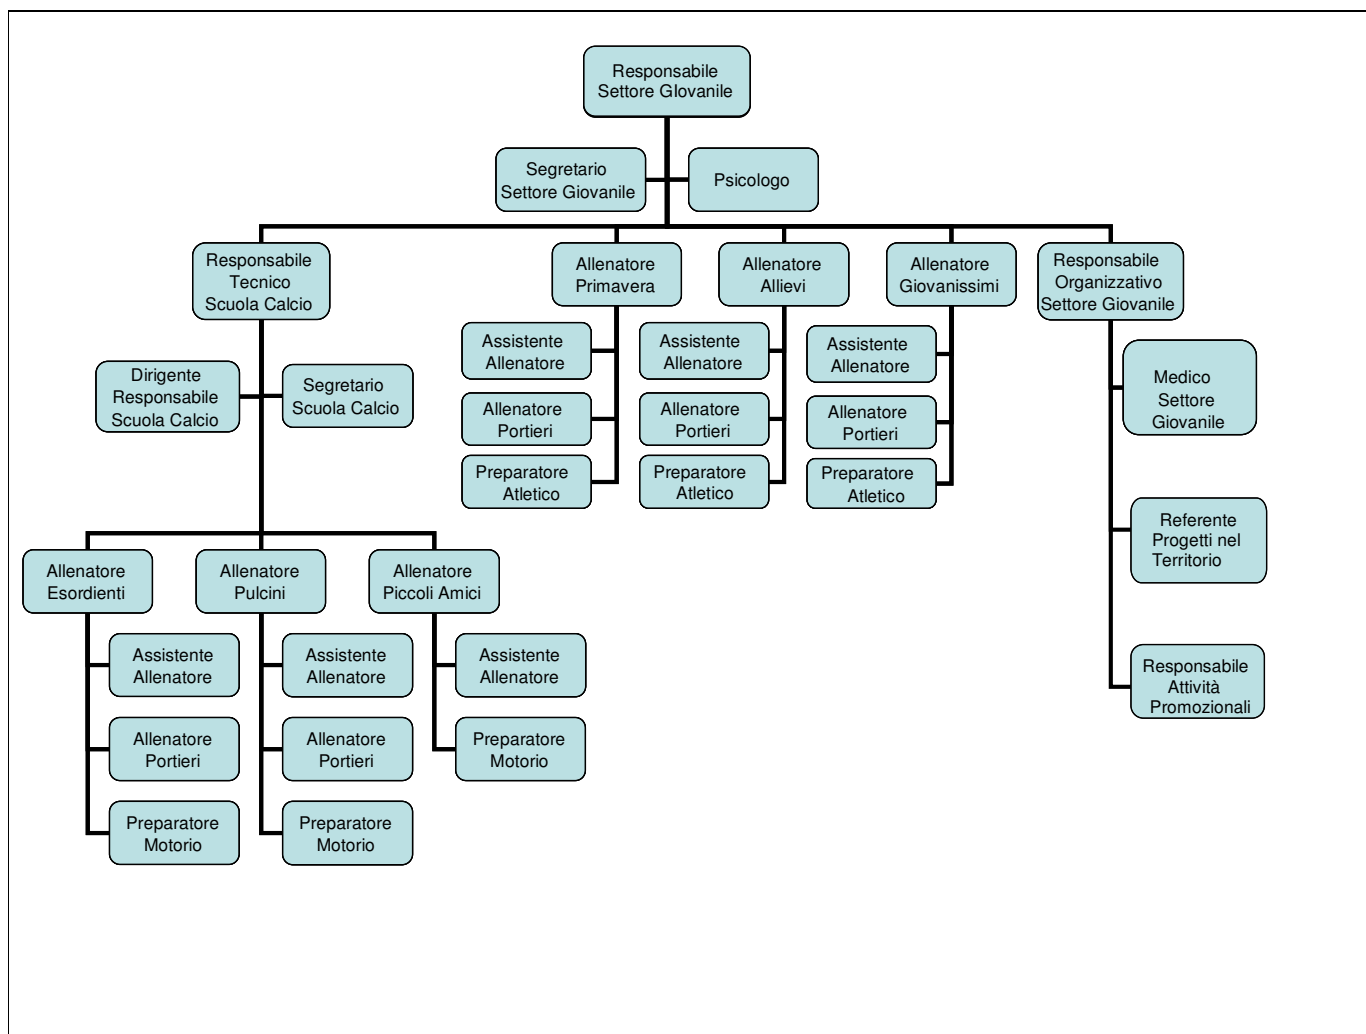 Responsabile
Settore GIovanile
Segretario
Settore Giovanile
Psicologo
Responsabile
Tecnico
Scuola Calcio
Allenatore
Primavera
Allenatore
Allievi
Allenatore
Giovanissimi
Responsabile
Organizzativo
Settore Giovanile
Dirigente
Responsabile
Scuola Calcio
Segretario
Scuola Calcio
Assistente
Allenatore
Allenatore
Portieri
Preparatore
Atletico
Assistente
Allenatore
Allenatore
Portieri
Preparatore
Atletico
Assistente
Allenatore
Allenatore
Portieri
Preparatore
Atletico
Medico
Settore
Giovanile
Referente
Progetti nel
Territorio
Responsabile
Attività
Promozionali
Allenatore
Esordienti
Allenatore
Pulcini
Allenatore
Piccoli Amici
Assistente
Allenatore
Allenatore
Portieri
Preparatore
Motorio
Assistente
Allenatore
Allenatore
Portieri
Preparatore
Motorio
Assistente
Allenatore
Preparatore
Motorio